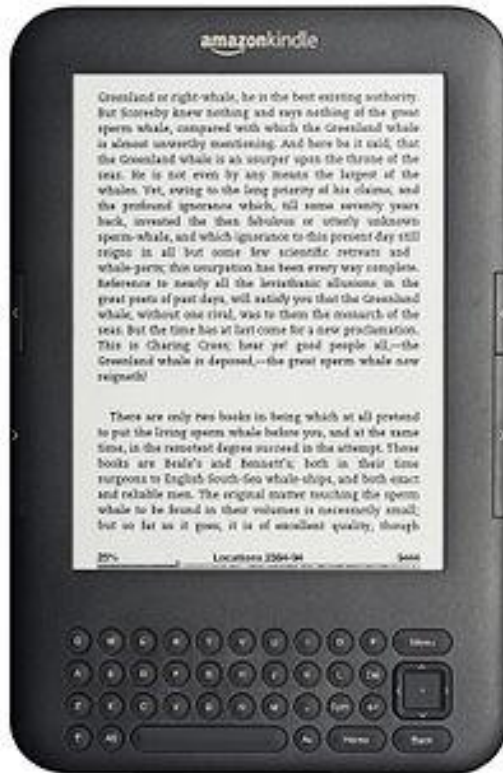 amazonkindle
Greenland or right-whale, he is the best existing authority.
But Scoresby knew nothing and says nothing of the great
sperm whale, compared with which the Greenland whale
is almost unworthy mentioning. And here be it said, that
the Greenland whale is an usurper upon the throne of the
seas. He is not even by any means the largest of the
whales. Yet, owing to the long priority of his claims, and
the profound ignorance which, till some seventy years
back, invested the then fabulous or utterly unknown
sperm-whale, and which ignorance to this present day still
reigns in all but some few scientific retreats and
whale-ports; this usurpation has been every way complete.
Reference to nearly all the leviathanic allusions in the
great poets of past days, will satisfy you that the Greenland
whale, without one rival, was to them the monarch of the
seas. But the time has at last come for a new proclamation.
This is Charing Cross; hear ye! good people all,—the
Greenland whale is deposed,—the great sperm whale now
reigneth!
There are only two books in being which at all pretend
to put the living sperm whale before you, and at the same
time, in the remotest degree succeed in the attempt. Those
books are Beale's and Bennett's; both in their time
surgeons to English South-Sea whale-ships, and both exact
and reliable men. The original matter touching the sperm
whale to be found in their volumes is necessarily small;
but so far as it goes, it is of excellent quality, though
25% Locations 2384-94 9444
Q W E R T Y U I O P Menu
A S D F G H J K L Del
Z X C V B N M . Sym
Alt Aa Home Back